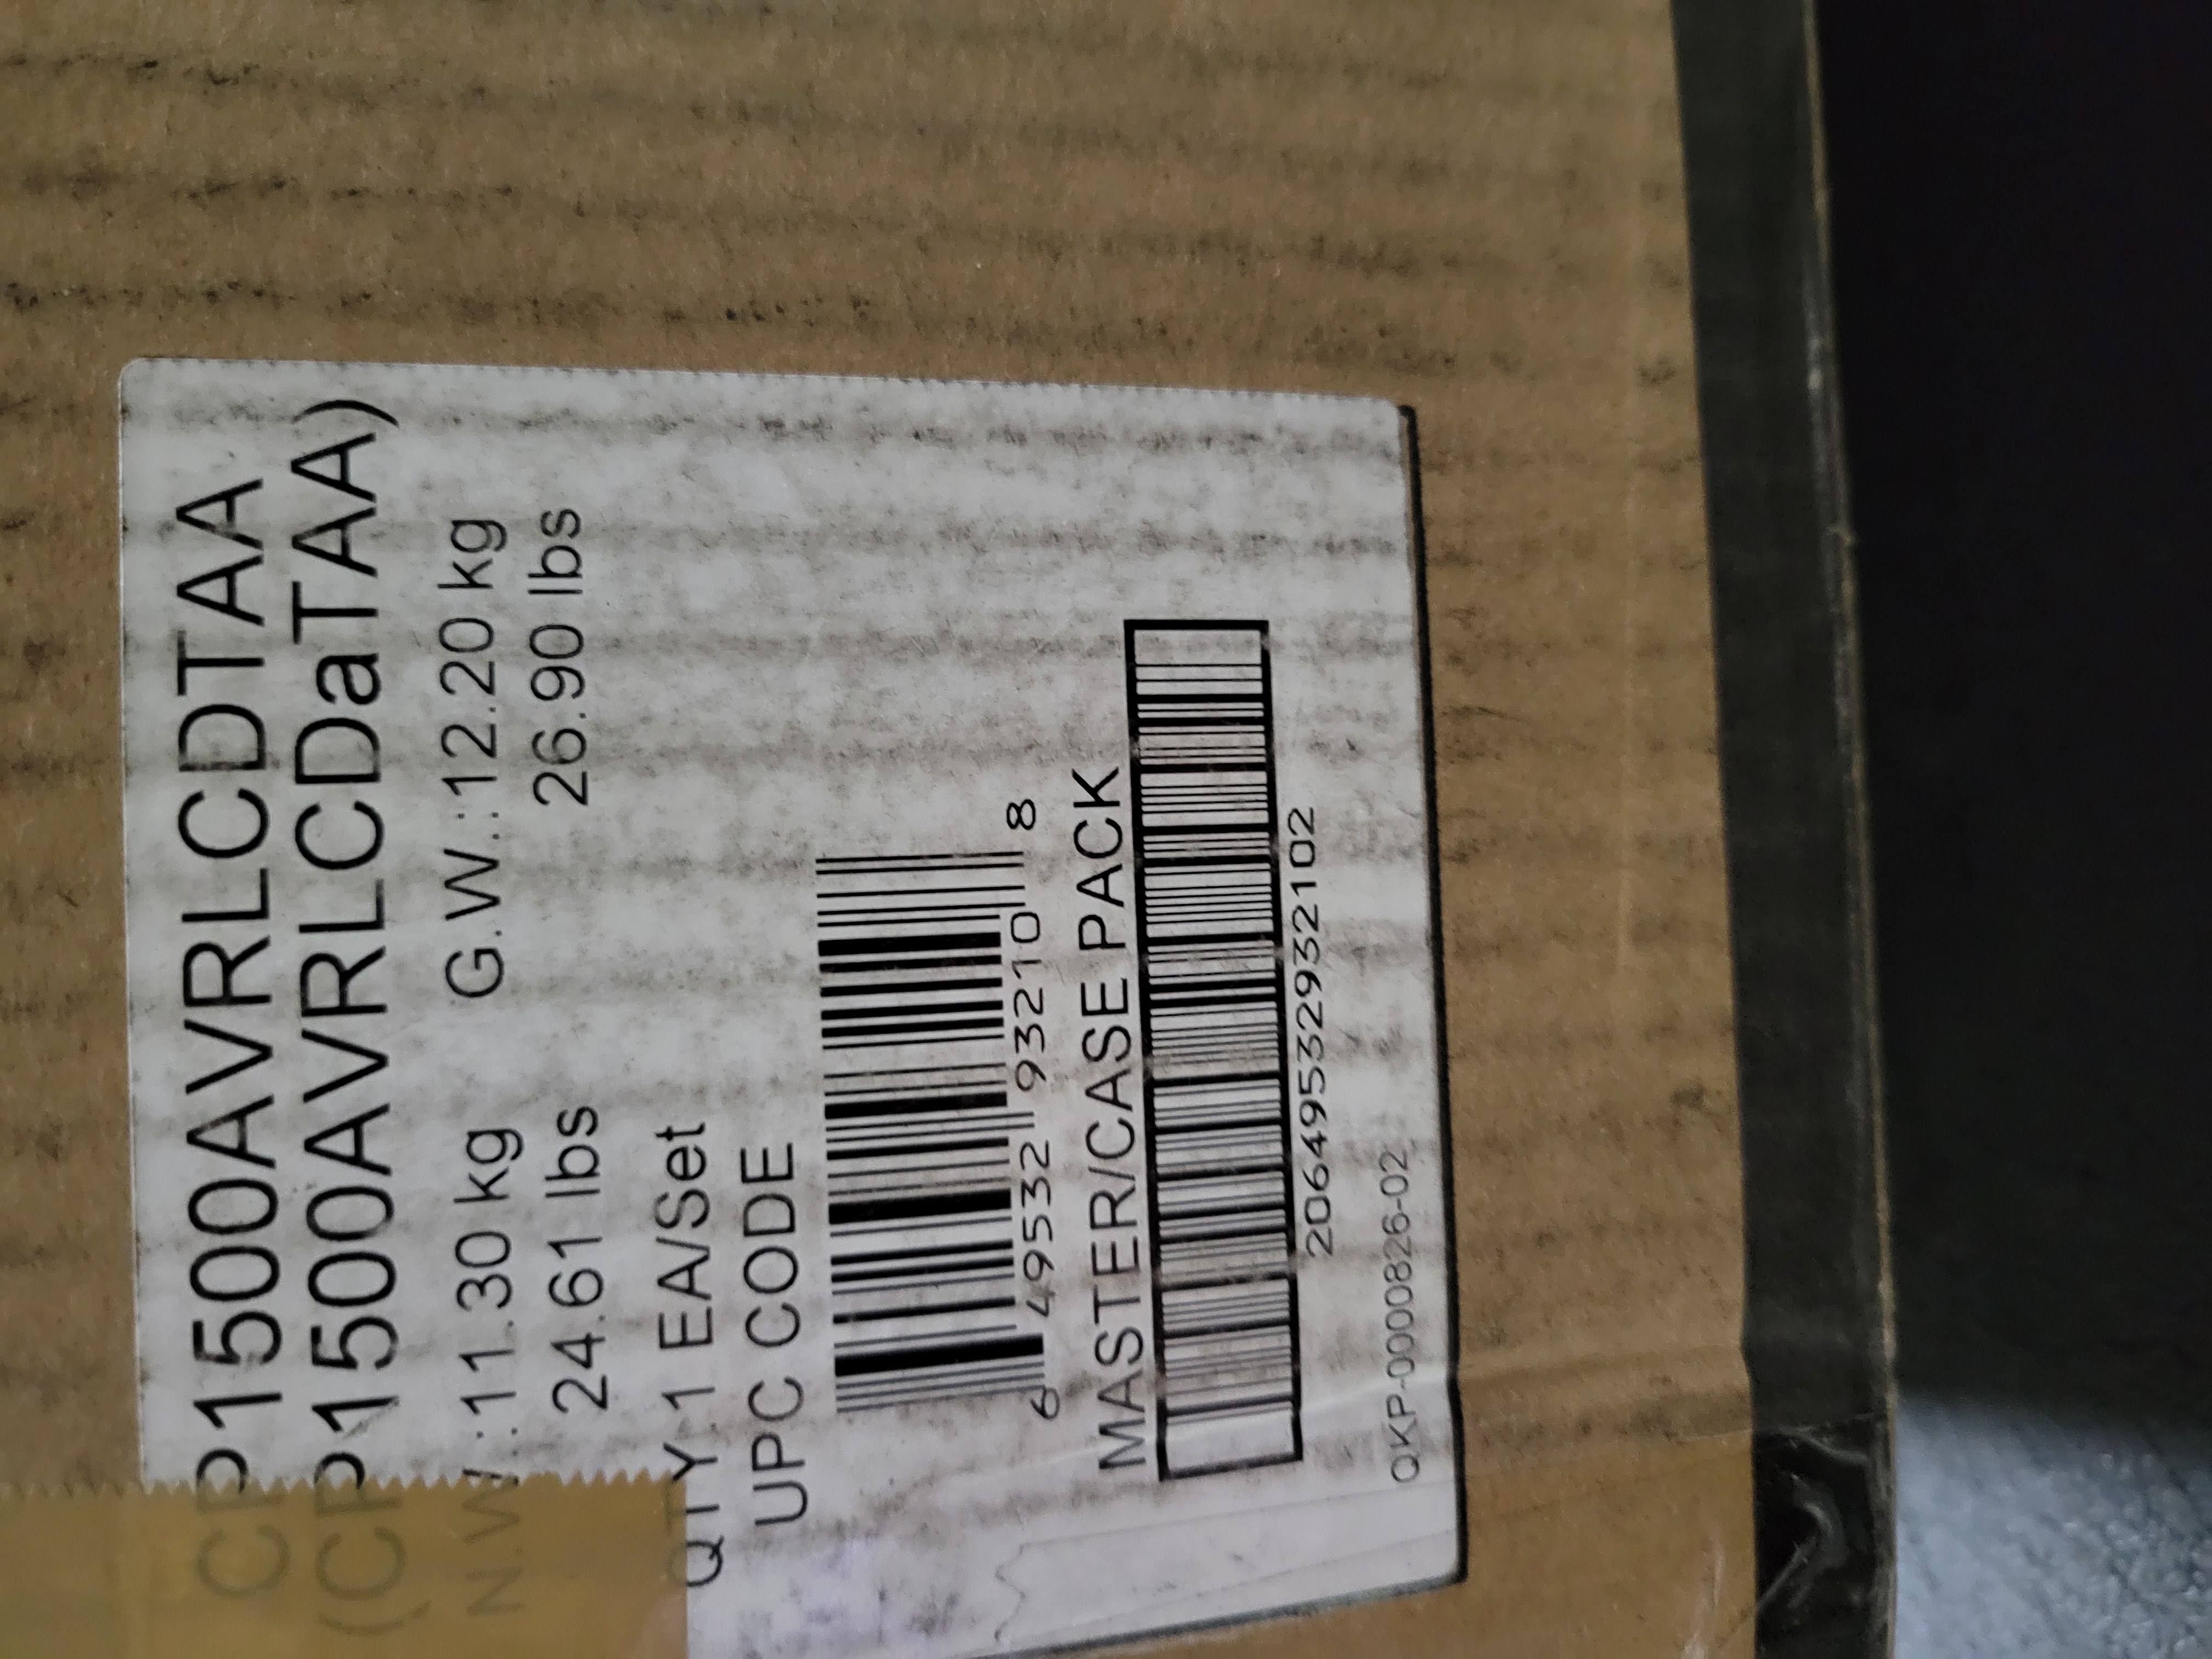 CP1500AVRLCDTAA
(CP1500AVRLCDaTAA)
N.W.:11.30 kg G.W.:12.20 kg
24.61 lbs 26.90 lbs
QTY:1 EA/Set
UPC CODE
6 49532 93210 8
MASTER/CASE PACK
20649532932102
QKP-0000826-02